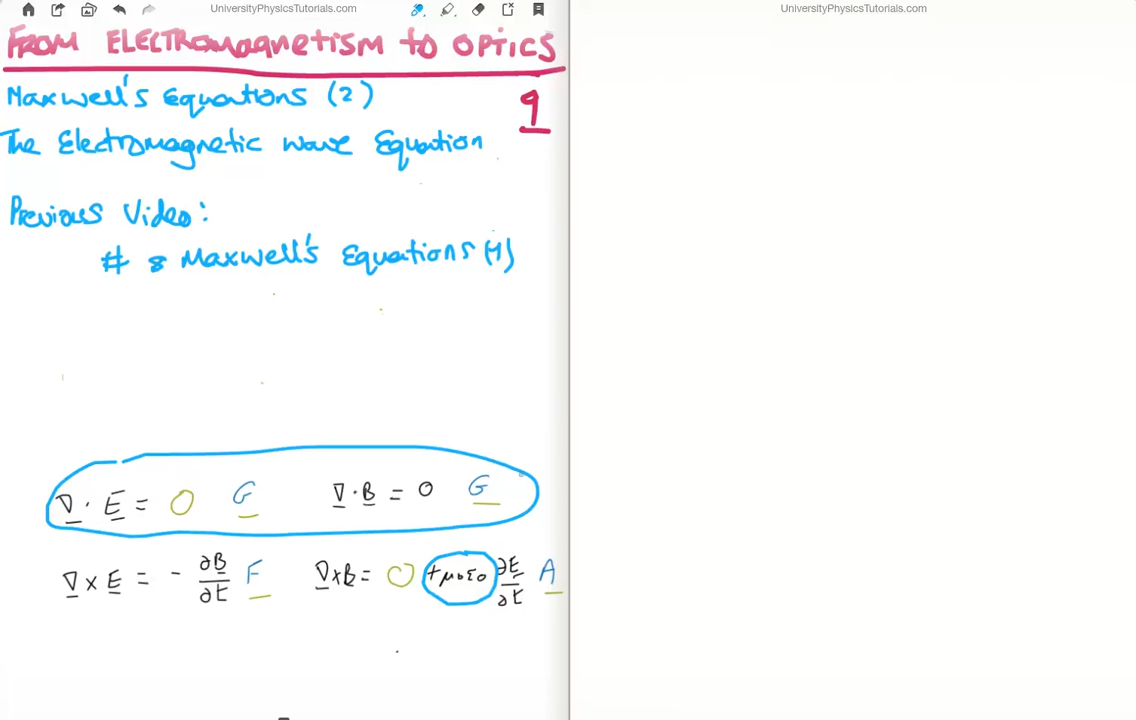 UniversityPhysicsTutorials.com
UniversityPhysicsTutorials.com
FROM ELECTROMAGNETISM TO OPTICS
Maxwell's Equations (2)
9
The Electromagnetic Wave Equation
Previous Video:
# 8 Maxwell's Equations (1)
∇ · E = 0 G ∇ · B = 0 G
∇ × E = - ∂B/∂t F ∇×B = 0 +μ₀ε₀ ∂E/∂t A